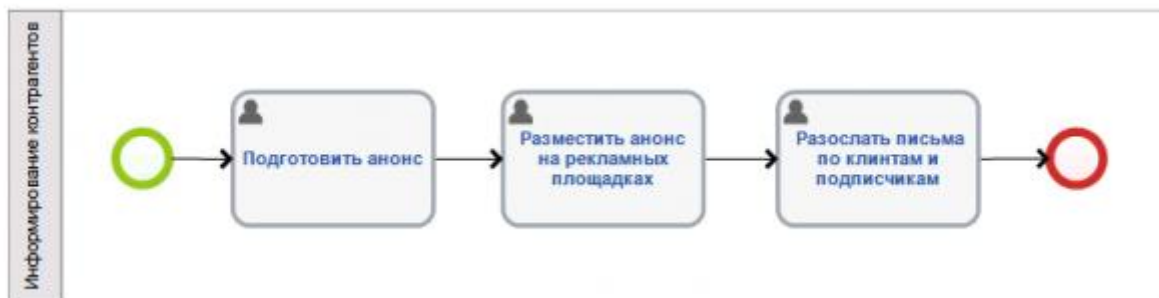 Информирование контрагентов
Подготовить анонс
Разместить анонс
на рекламных
площадках
Разослать письма
по клинтам и
подписчикам